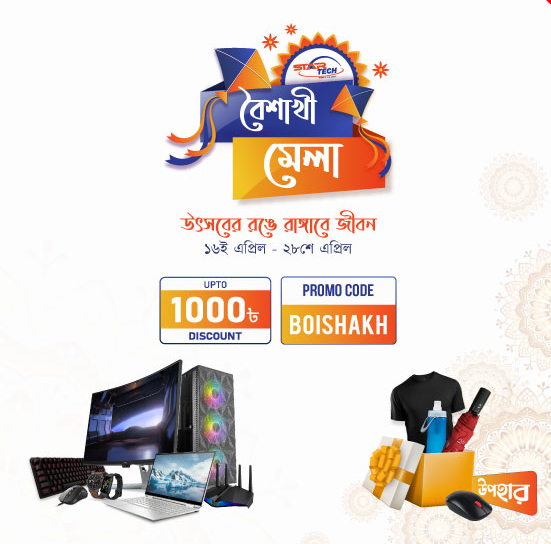 STAR
TECH
বৈশাখী
মেলা
উৎসবের রঙে রাঙ্গাবে জীবন
১৬ই এপ্রিল - ২৮শে এপ্রিল
UPTO
1000৳
DISCOUNT
PROMO CODE
BOISHAKH
উপহার